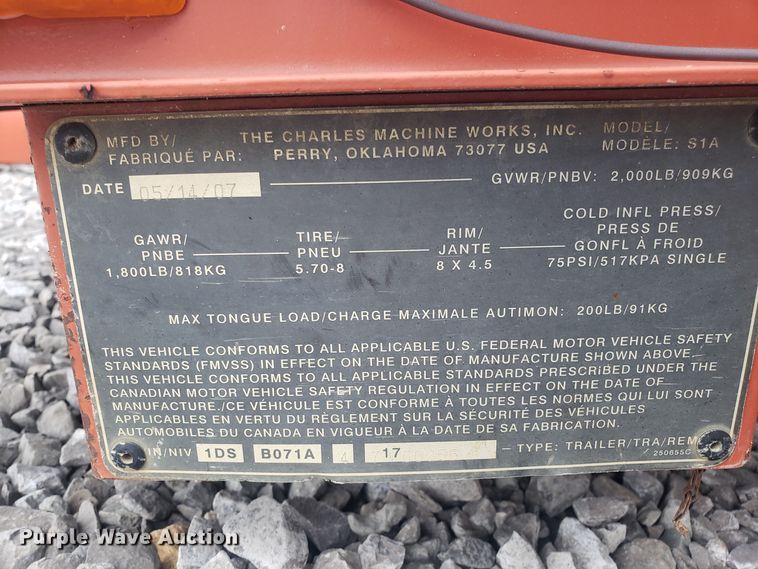 MFD BY/ THE CHARLES MACHINE WORKS, INC. MODEL/
FABRIQUÉ PAR: PERRY, OKLAHOMA 73077 USA MODÈLE: S1A
DATE 05/14/07 GVWR/PNBV: 2,000LB/909KG
COLD INFL PRESS/
GAWR/ TIRE/ RIM/ PRESS DE
PNBE PNEU JANTE GONFL À FROID
1,800LB/818KG 5.70-8 8 X 4.5 75PSI/517KPA SINGLE
MAX TONGUE LOAD/CHARGE MAXIMALE AUTIMON: 200LB/91KG
THIS VEHICLE CONFORMS TO ALL APPLICABLE U.S. FEDERAL MOTOR VEHICLE SAFETY
STANDARDS (FMVSS) IN EFFECT ON THE DATE OF MANUFACTURE SHOWN ABOVE.
THIS VEHICLE CONFORMS TO ALL APPLICABLE STANDARDS PRESCRIBED UNDER THE
CANADIAN MOTOR VEHICLE SAFETY REGULATION IN EFFECT ON THE DATE OF
MANUFACTURE./CE VÉHICULE EST CONFORME À TOUTES LES NORMES QUI LUI SONT
APPLICABLES EN VERTU DU RÈGLEMENT SUR LA SÉCURITÉ DES VÉHICULES
AUTOMOBILES DU CANADA EN VIGUEUR À LA DATE DE SA FABRICATION.
IN/NIV 1DS B071A 4 17 TYPE: TRAILER/TRA/REM
250655C
Purple Wave Auction